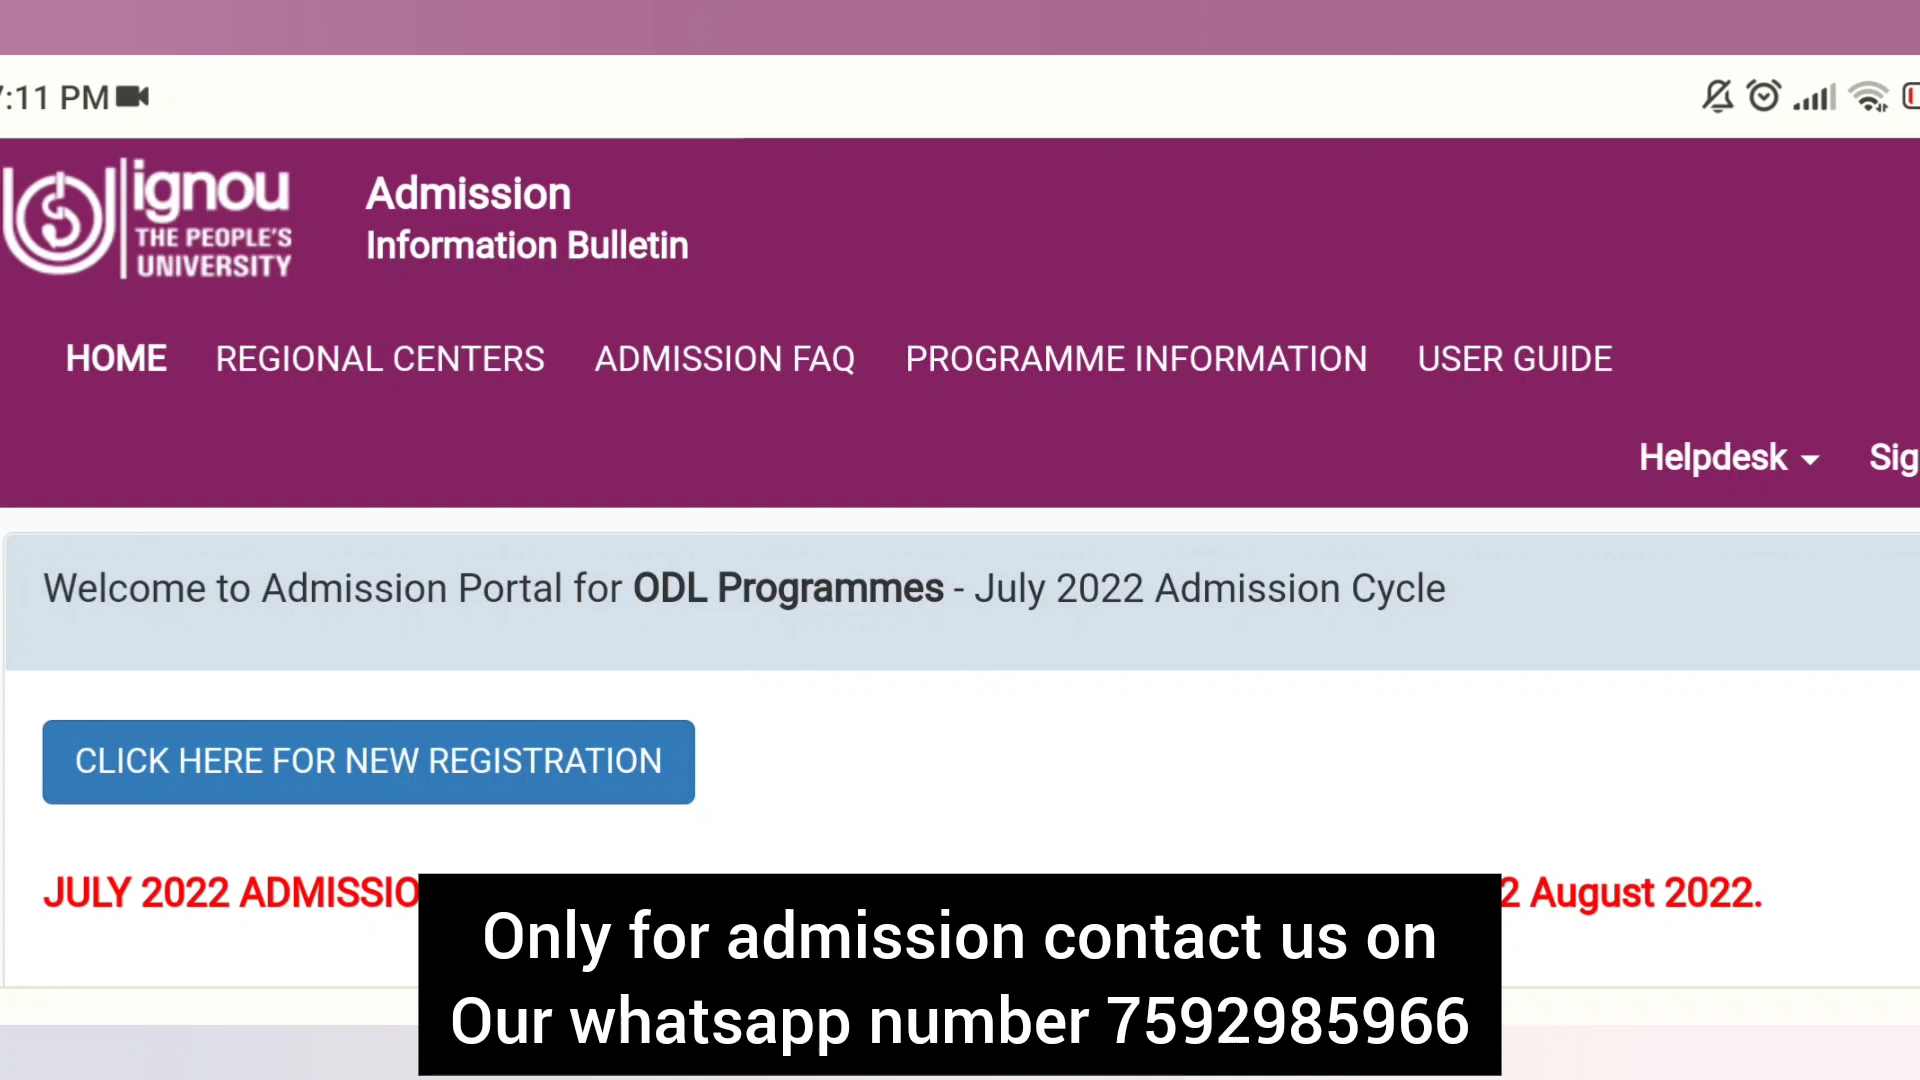 :11 PM
ignou
THE PEOPLE'S
UNIVERSITY
Admission
Information Bulletin
HOME REGIONAL CENTERS ADMISSION FAQ PROGRAMME INFORMATION USER GUIDE
Helpdesk Sig
Welcome to Admission Portal for ODL Programmes - July 2022 Admission Cycle
CLICK HERE FOR NEW REGISTRATION
JULY 2022 ADMISSIO 2 August 2022.
Only for admission contact us on
Our whatsapp number 7592985966